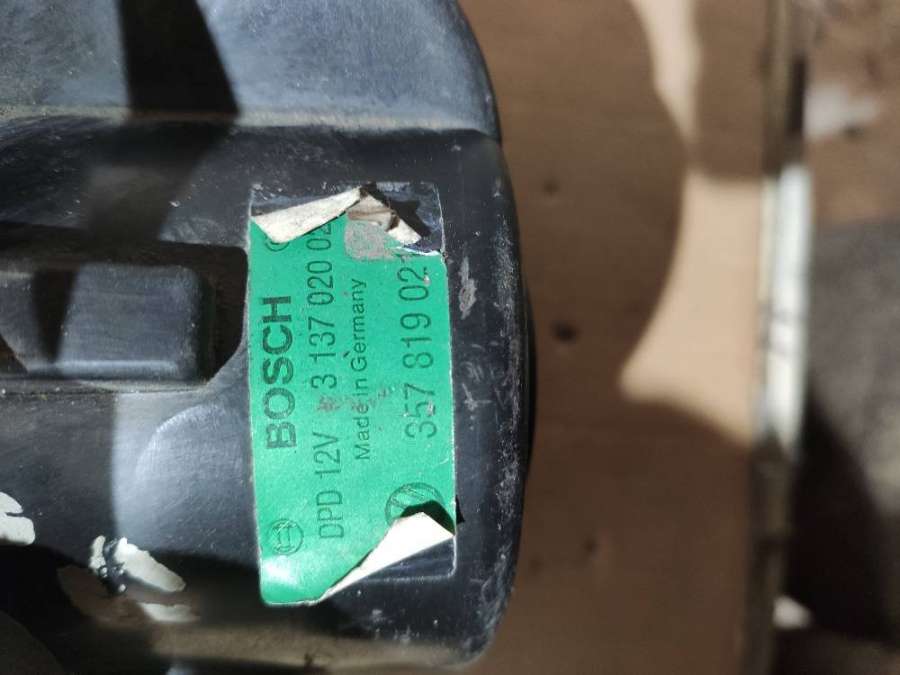 BOSCH
DPD 12V 3 137 020 02
Made in Germany
357 819 021